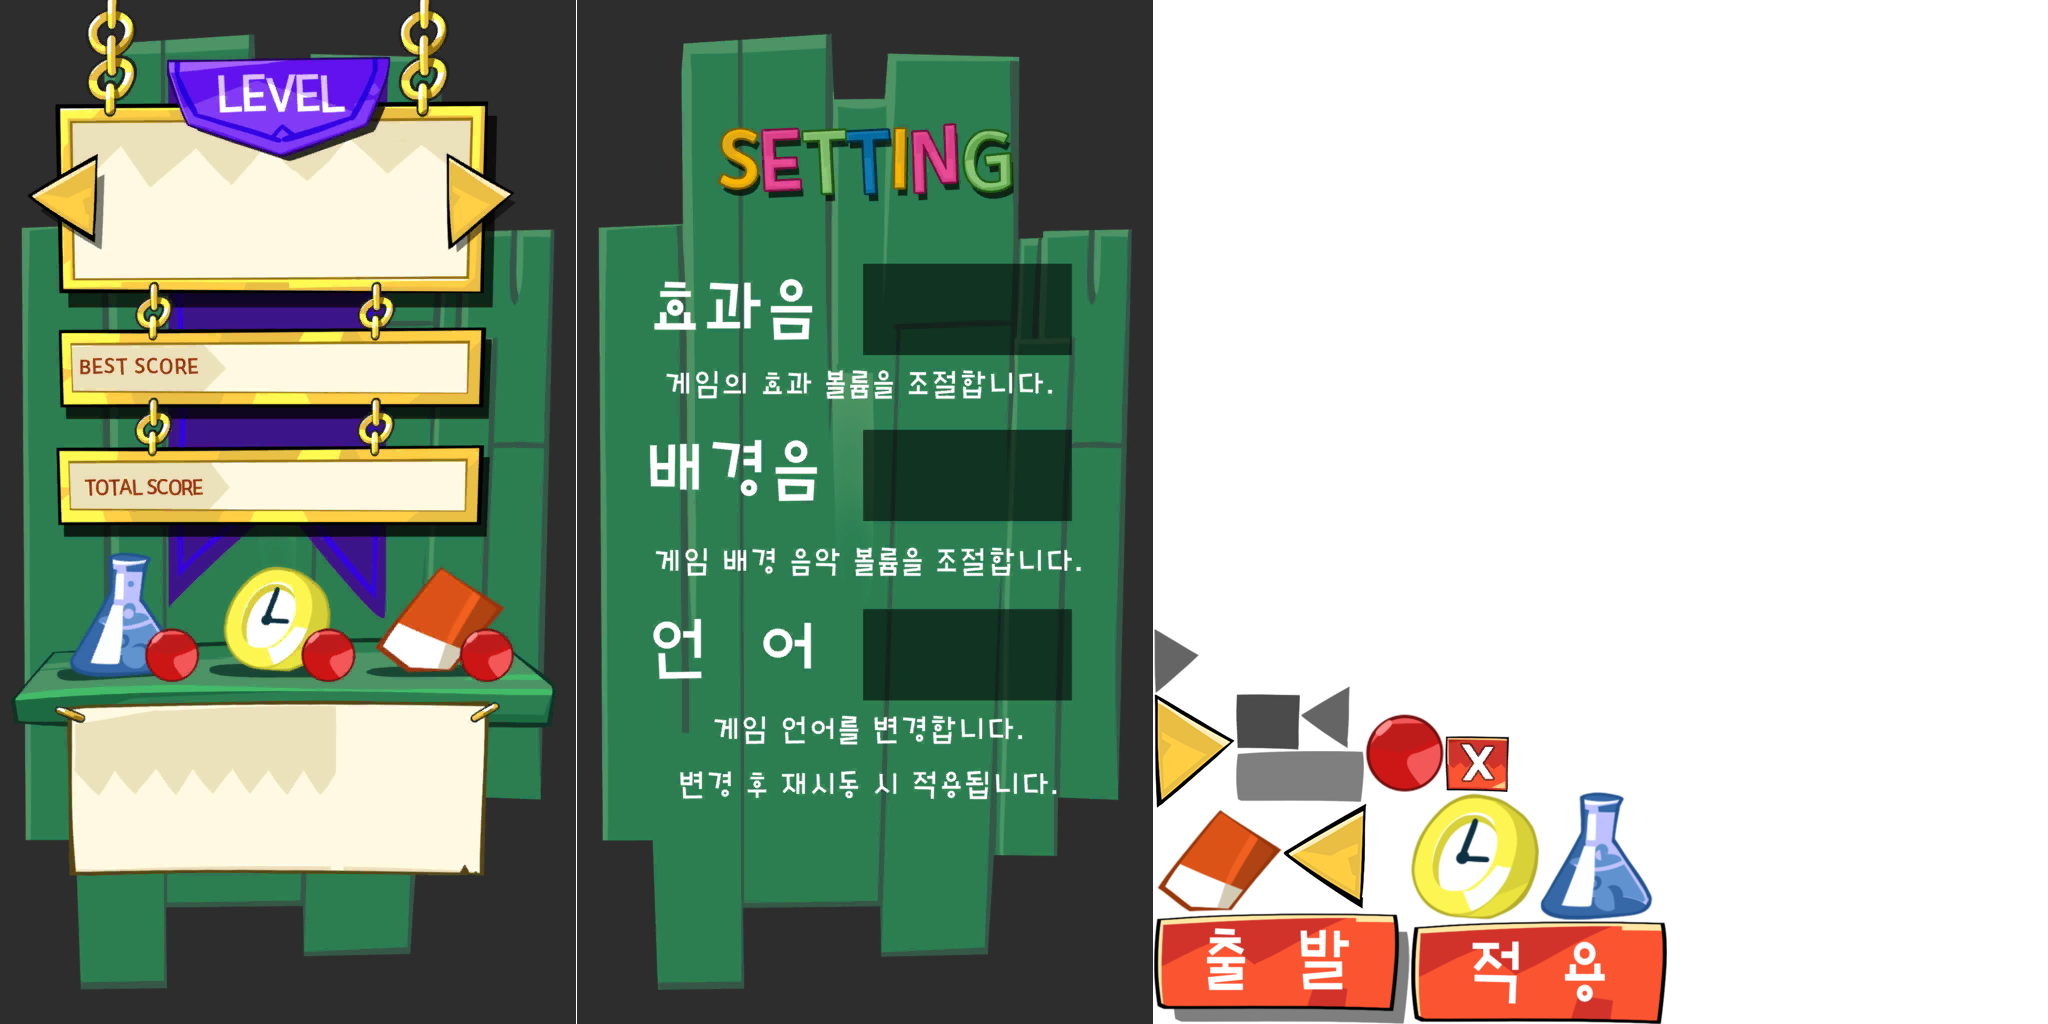 LEVEL
BEST SCORE
TOTAL SCORE
SETTING
효과음
게임의 효과 볼륨을 조절합니다.
배경음
게임 배경 음악 볼륨을 조절합니다.
언 어
게임 언어를 변경합니다.
변경 후 재시동 시 적용됩니다.
X
출 발
적 용